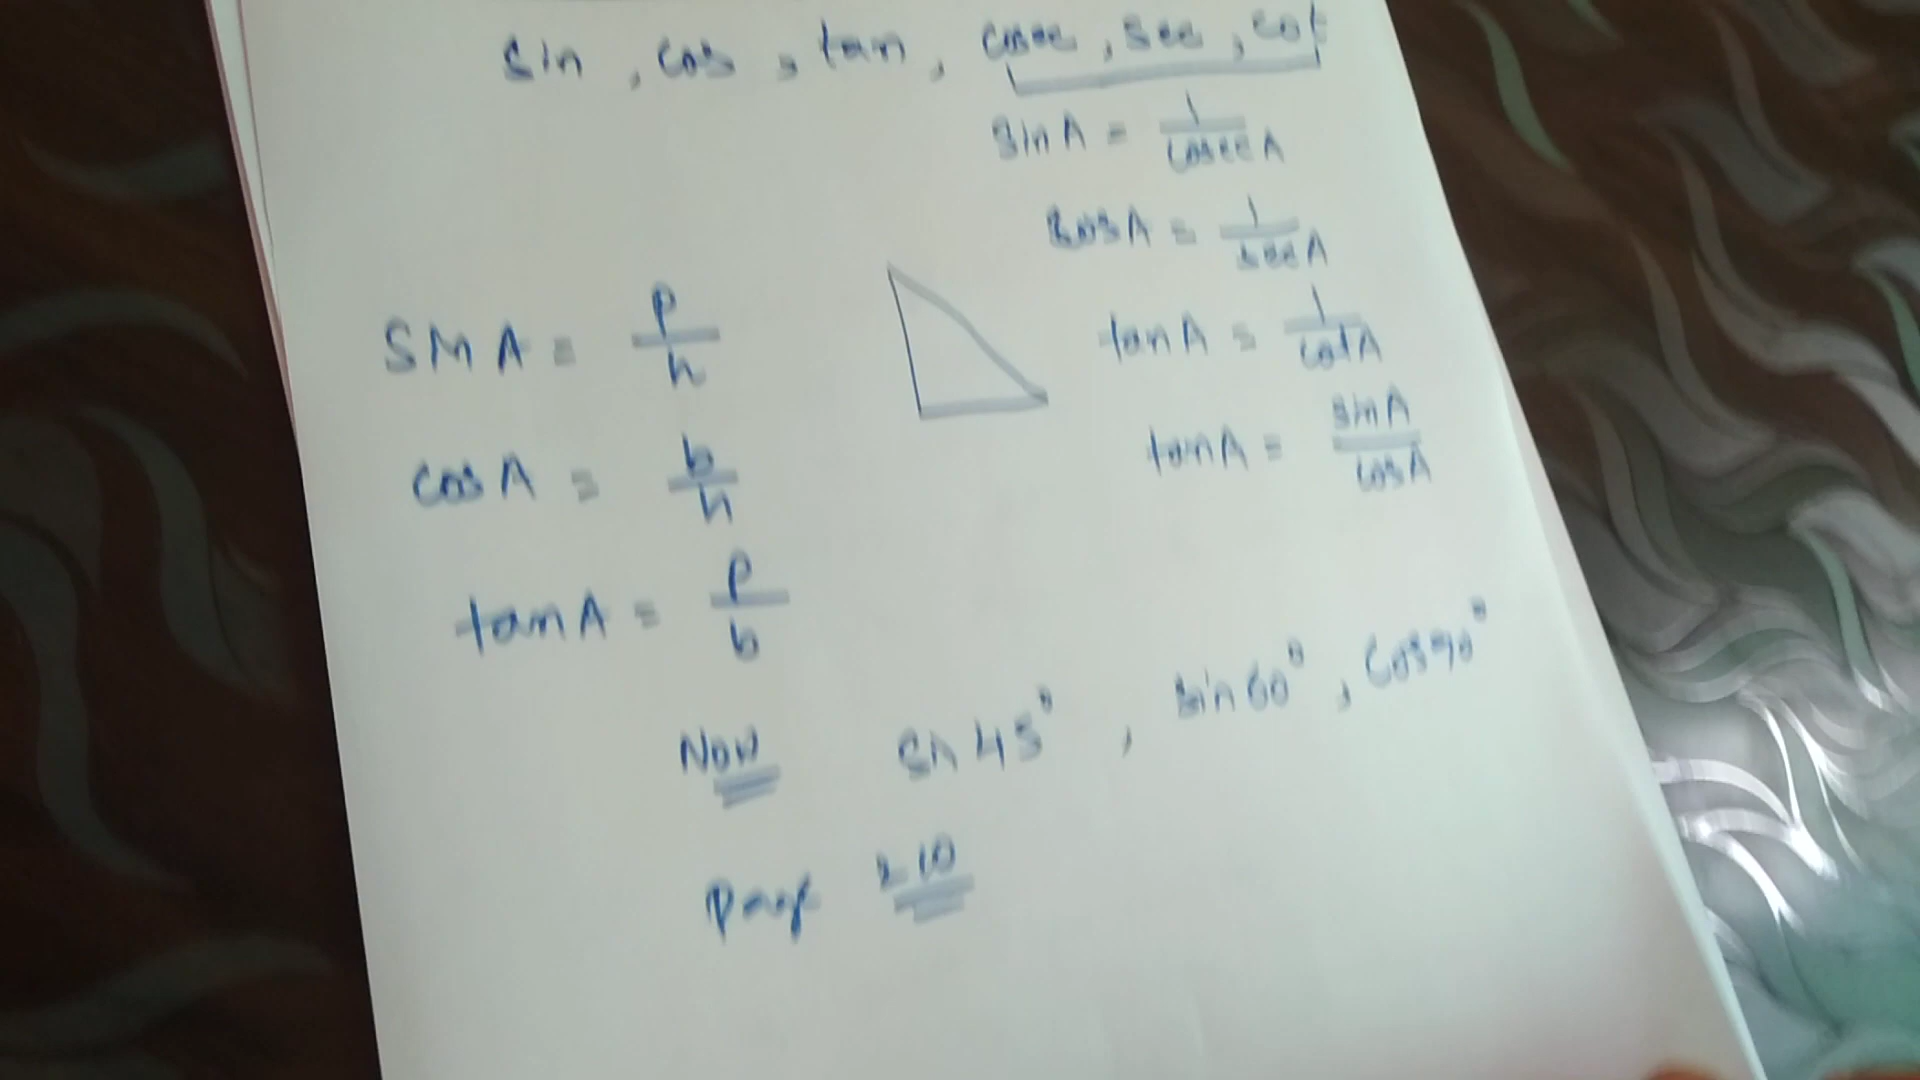 sin , cos , tan , cosec , sec , cot
sin A = 1/cosec A
cos A = 1/sec A
sin A = p/h
tan A = 1/cot A
cos A = b/h
tan A = sin A/cos A
tan A = p/b
Now sin 45° , sin 60° , cos 90°
Page 210